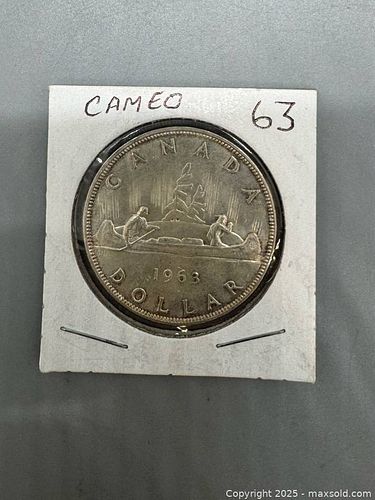 CAMEO
63
CANADA
1963
DOLLAR
Copyright © 2025 - maxsold.com